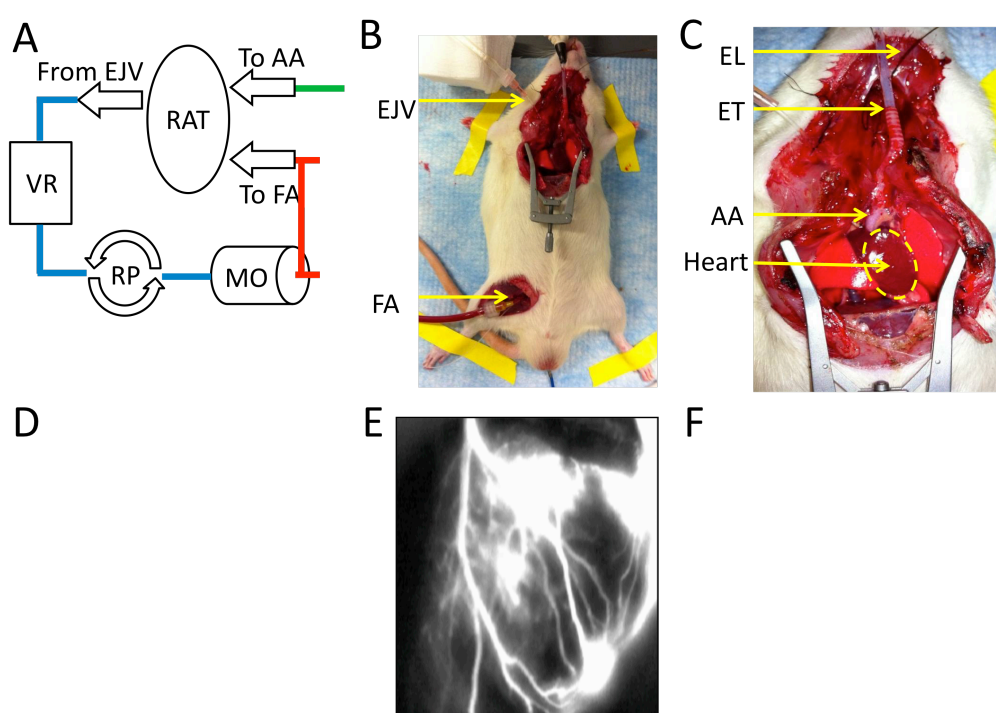 A
From EJV
To AA
RAT
To FA
VR
RP
MO
B
EJV
FA
C
EL
ET
AA
Heart
D
E
F